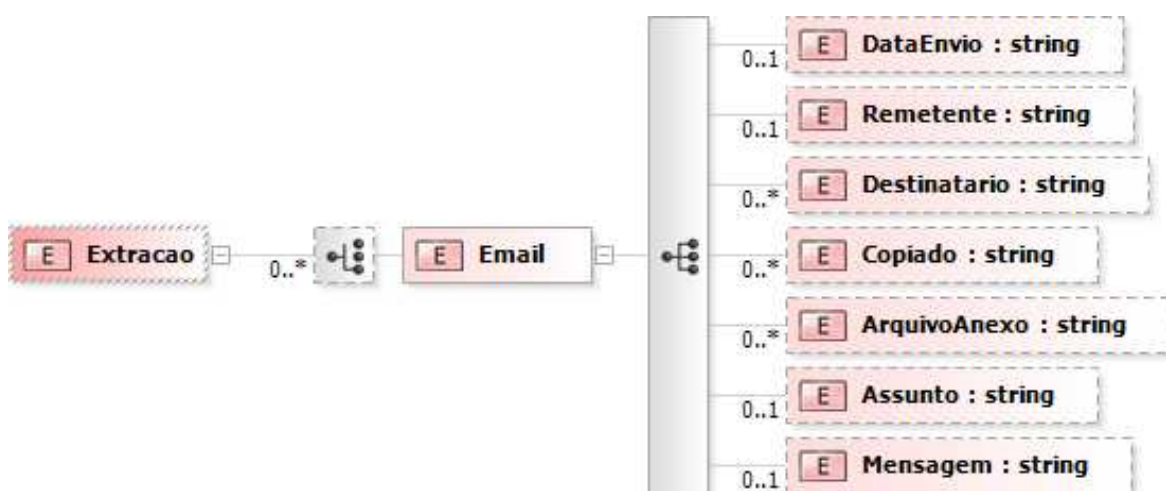 E DataEnvio : string
0..1
E Remetente : string
0..1
E Destinatario : string
0..*
E Extracao 0..* E Email E Copiado : string
0..*
E ArquivoAnexo : string
0..*
E Assunto : string
0..1
E Mensagem : string
0..1